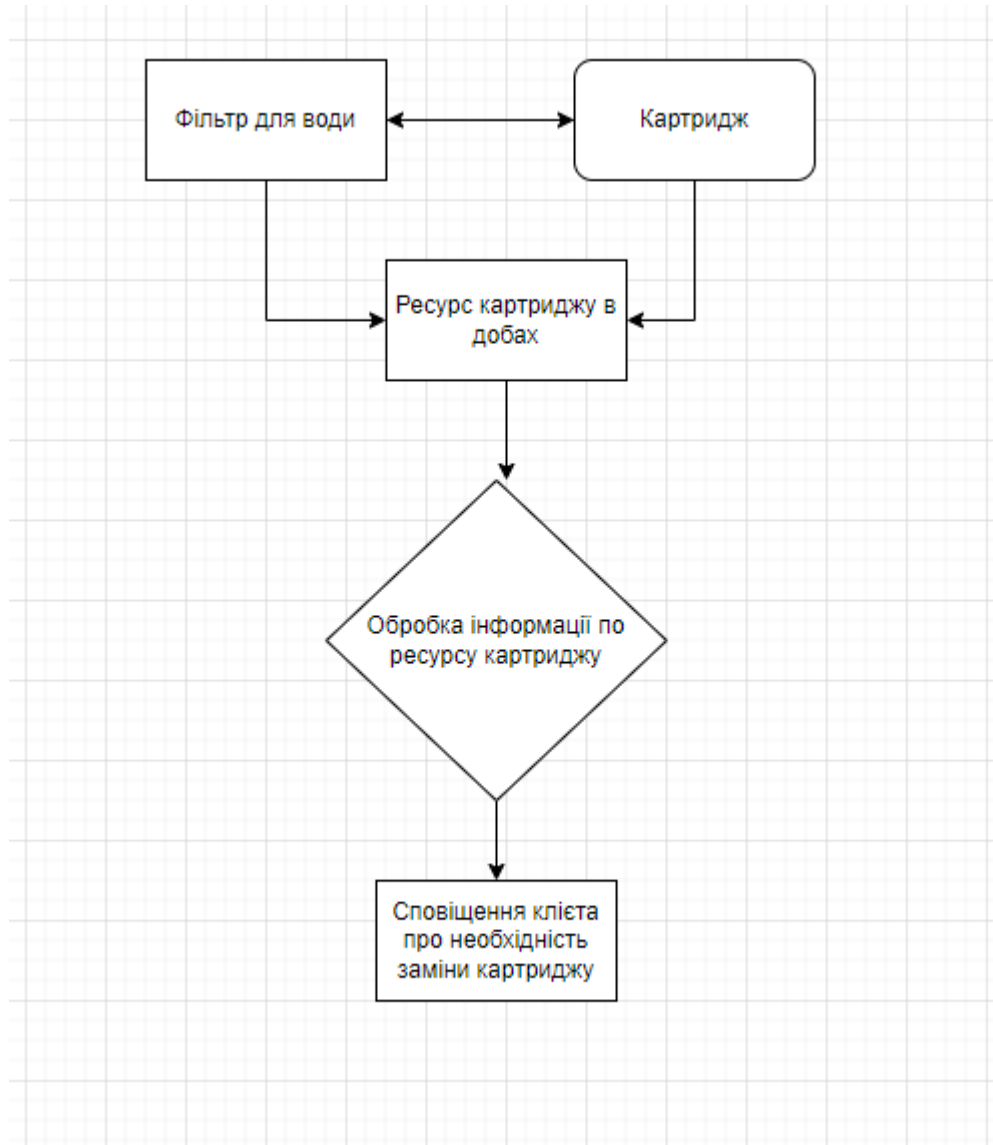 Фільтр для води
Картридж
Ресурс картриджу в
добах
Обробка інформації по
ресурсу картриджу
Сповіщення клієта
про необхідність
заміни картриджу